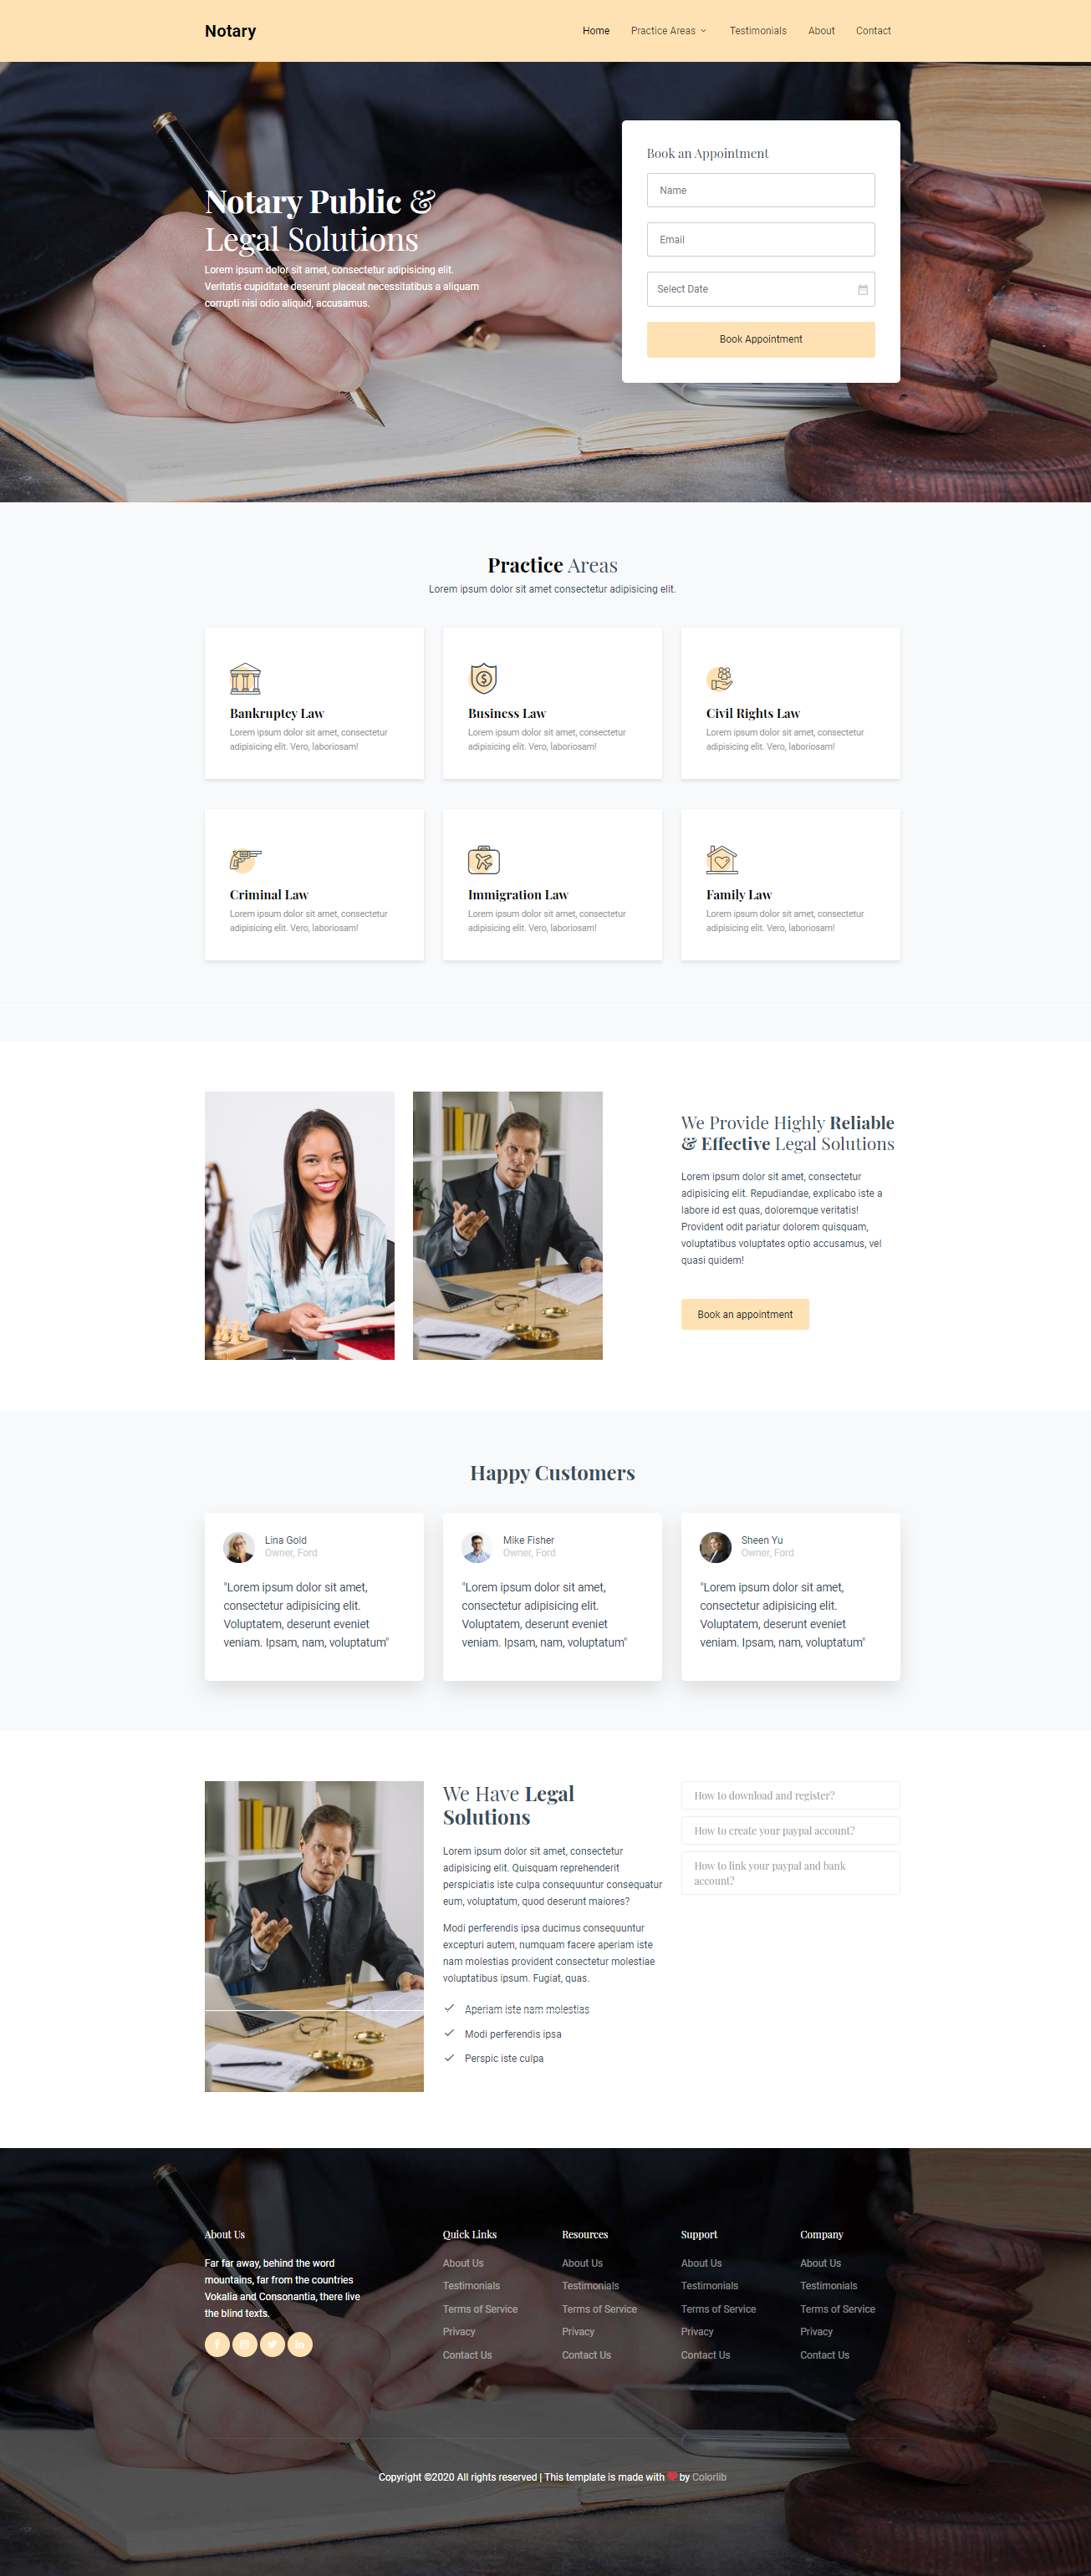 Notary
Home
Practice Areas
Testimonials
About
Contact
Notary Public &
Legal Solutions
Lorem ipsum dolor sit amet, consectetur adipisicing elit.
Veritatis cupiditate deserunt placeat necessitatibus a aliquam
corrupti nisi odio aliquid, accusamus.
Book an Appointment
Name
Email
Select Date
Book Appointment
Practice Areas
Lorem ipsum dolor sit amet consectetur adipisicing elit.
Bankruptcy Law
Lorem ipsum dolor sit amet, consectetur
adipisicing elit. Vero, laboriosam!
Business Law
Lorem ipsum dolor sit amet, consectetur
adipisicing elit. Vero, laboriosam!
Civil Rights Law
Lorem ipsum dolor sit amet, consectetur
adipisicing elit. Vero, laboriosam!
Criminal Law
Lorem ipsum dolor sit amet, consectetur
adipisicing elit. Vero, laboriosam!
Immigration Law
Lorem ipsum dolor sit amet, consectetur
adipisicing elit. Vero, laboriosam!
Family Law
Lorem ipsum dolor sit amet, consectetur
adipisicing elit. Vero, laboriosam!
We Provide Highly Reliable
& Effective Legal Solutions
Lorem ipsum dolor sit amet, consectetur
adipisicing elit. Repudiandae, explicabo iste a
labore id est quas, doloremque veritatis!
Provident odit pariatur dolorem quisquam,
voluptatibus voluptates optio accusamus, vel
quasi quidem!
Book an appointment
Happy Customers
Lina Gold
Owner, Ford
"Lorem ipsum dolor sit amet,
consectetur adipisicing elit.
Voluptatem, deserunt eveniet
veniam. Ipsam, nam, voluptatum"
Mike Fisher
Owner, Ford
"Lorem ipsum dolor sit amet,
consectetur adipisicing elit.
Voluptatem, deserunt eveniet
veniam. Ipsam, nam, voluptatum"
Sheen Yu
Owner, Ford
"Lorem ipsum dolor sit amet,
consectetur adipisicing elit.
Voluptatem, deserunt eveniet
veniam. Ipsam, nam, voluptatum"
We Have Legal
Solutions
Lorem ipsum dolor sit amet, consectetur
adipisicing elit. Quisquam reprehenderit
perspiciatis iste culpa consequuntur consequatur
eum, voluptatum, quod deserunt maiores?
Modi perferendis ipsa ducimus consequuntur
excepturi autem, numquam facere aperiam iste
nam molestias provident consectetur molestiae
voluptatibus ipsum. Fugiat, quas.
Aperiam iste nam molestias
Modi perferendis ipsa
Perspic iste culpa
How to download and register?
How to create your paypal account?
How to link your paypal and bank
account?
About Us
Far far away, behind the word
mountains, far from the countries
Vokalia and Consonantia, there live
the blind texts.
Quick Links
About Us
Testimonials
Terms of Service
Privacy
Contact Us
Resources
About Us
Testimonials
Terms of Service
Privacy
Contact Us
Support
About Us
Testimonials
Terms of Service
Privacy
Contact Us
Company
About Us
Testimonials
Terms of Service
Privacy
Contact Us
Copyright ©2020 All rights reserved | This template is made with ♥ by Colorlib